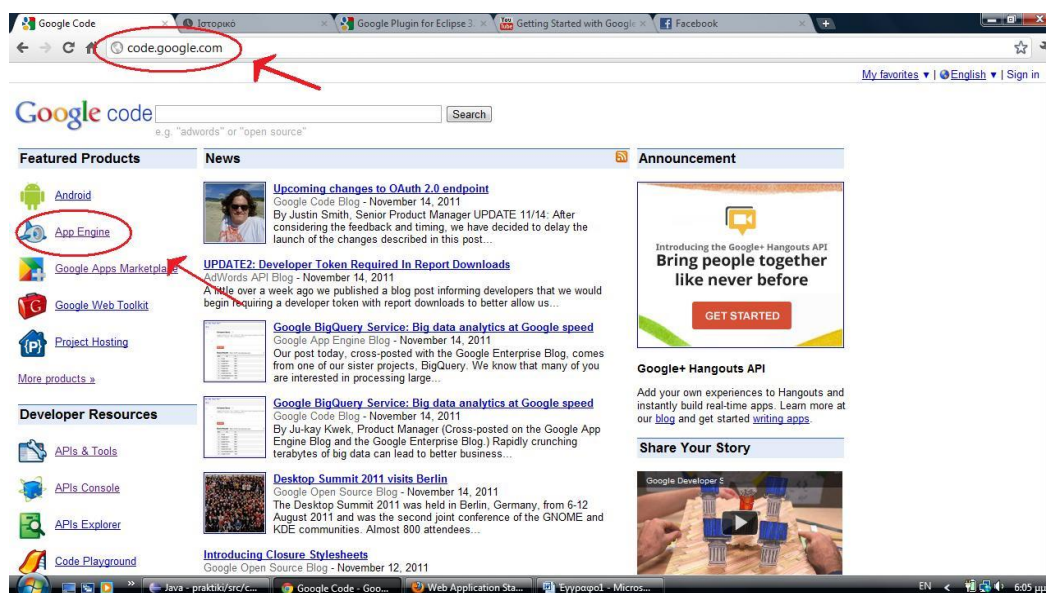 Google Code
Ιστορικό
Google Plugin for Eclipse 3.
Getting Started with Google
Facebook
code.google.com
My favorites ▼ | English ▼ | Sign in
Google code
Search
e.g. "adwords" or "open source"
Featured Products
Android
App Engine
Google Apps Marketplace
Google Web Toolkit
Project Hosting
More products »
Developer Resources
APIs & Tools
APIs Console
APIs Explorer
Code Playground
News
Upcoming changes to OAuth 2.0 endpoint
Google Code Blog - November 14, 2011
By Justin Smith, Senior Product Manager UPDATE 11/14: After
considering the feedback and timing, we have decided to delay the
launch of the changes described in this post...
UPDATE2: Developer Token Required In Report Downloads
AdWords API Blog - November 14, 2011
A little over a week ago we published a blog post informing developers that we would
begin requiring a developer token with report downloads to better allow us...
Google BigQuery Service: Big data analytics at Google speed
Google App Engine Blog - November 14, 2011
Our post today, cross-posted with the Google Enterprise Blog, comes
from one of our sister projects, BigQuery. We know that many of you
are interested in processing large...
Google BigQuery Service: Big data analytics at Google speed
Google Code Blog - November 14, 2011
By Ju-kay Kwek, Product Manager (Cross-posted on the Google App
Engine Blog and the Google Enterprise Blog.) Rapidly crunching
terabytes of big data can lead to better business...
Desktop Summit 2011 visits Berlin
Google Open Source Blog - November 14, 2011
The Desktop Summit 2011 was held in Berlin, Germany, from 6-12
August 2011 and was the second joint conference of the GNOME and
KDE communities. Almost 800 attendees...
Introducing Closure Stylesheets
Google Open Source Blog - November 12, 2011
Announcement
Introducing the Google+ Hangouts API
Bring people together
like never before
GET STARTED
Google+ Hangouts API
Add your own experiences to Hangouts and
instantly build real-time apps. Learn more at
our blog and get started writing apps.
Share Your Story
Google Developer S
Java - praktiki/src/c...
Google Code - Goo...
Web Application Sta...
Έγγραφο1 - Micros...
EN
6:05 μμ